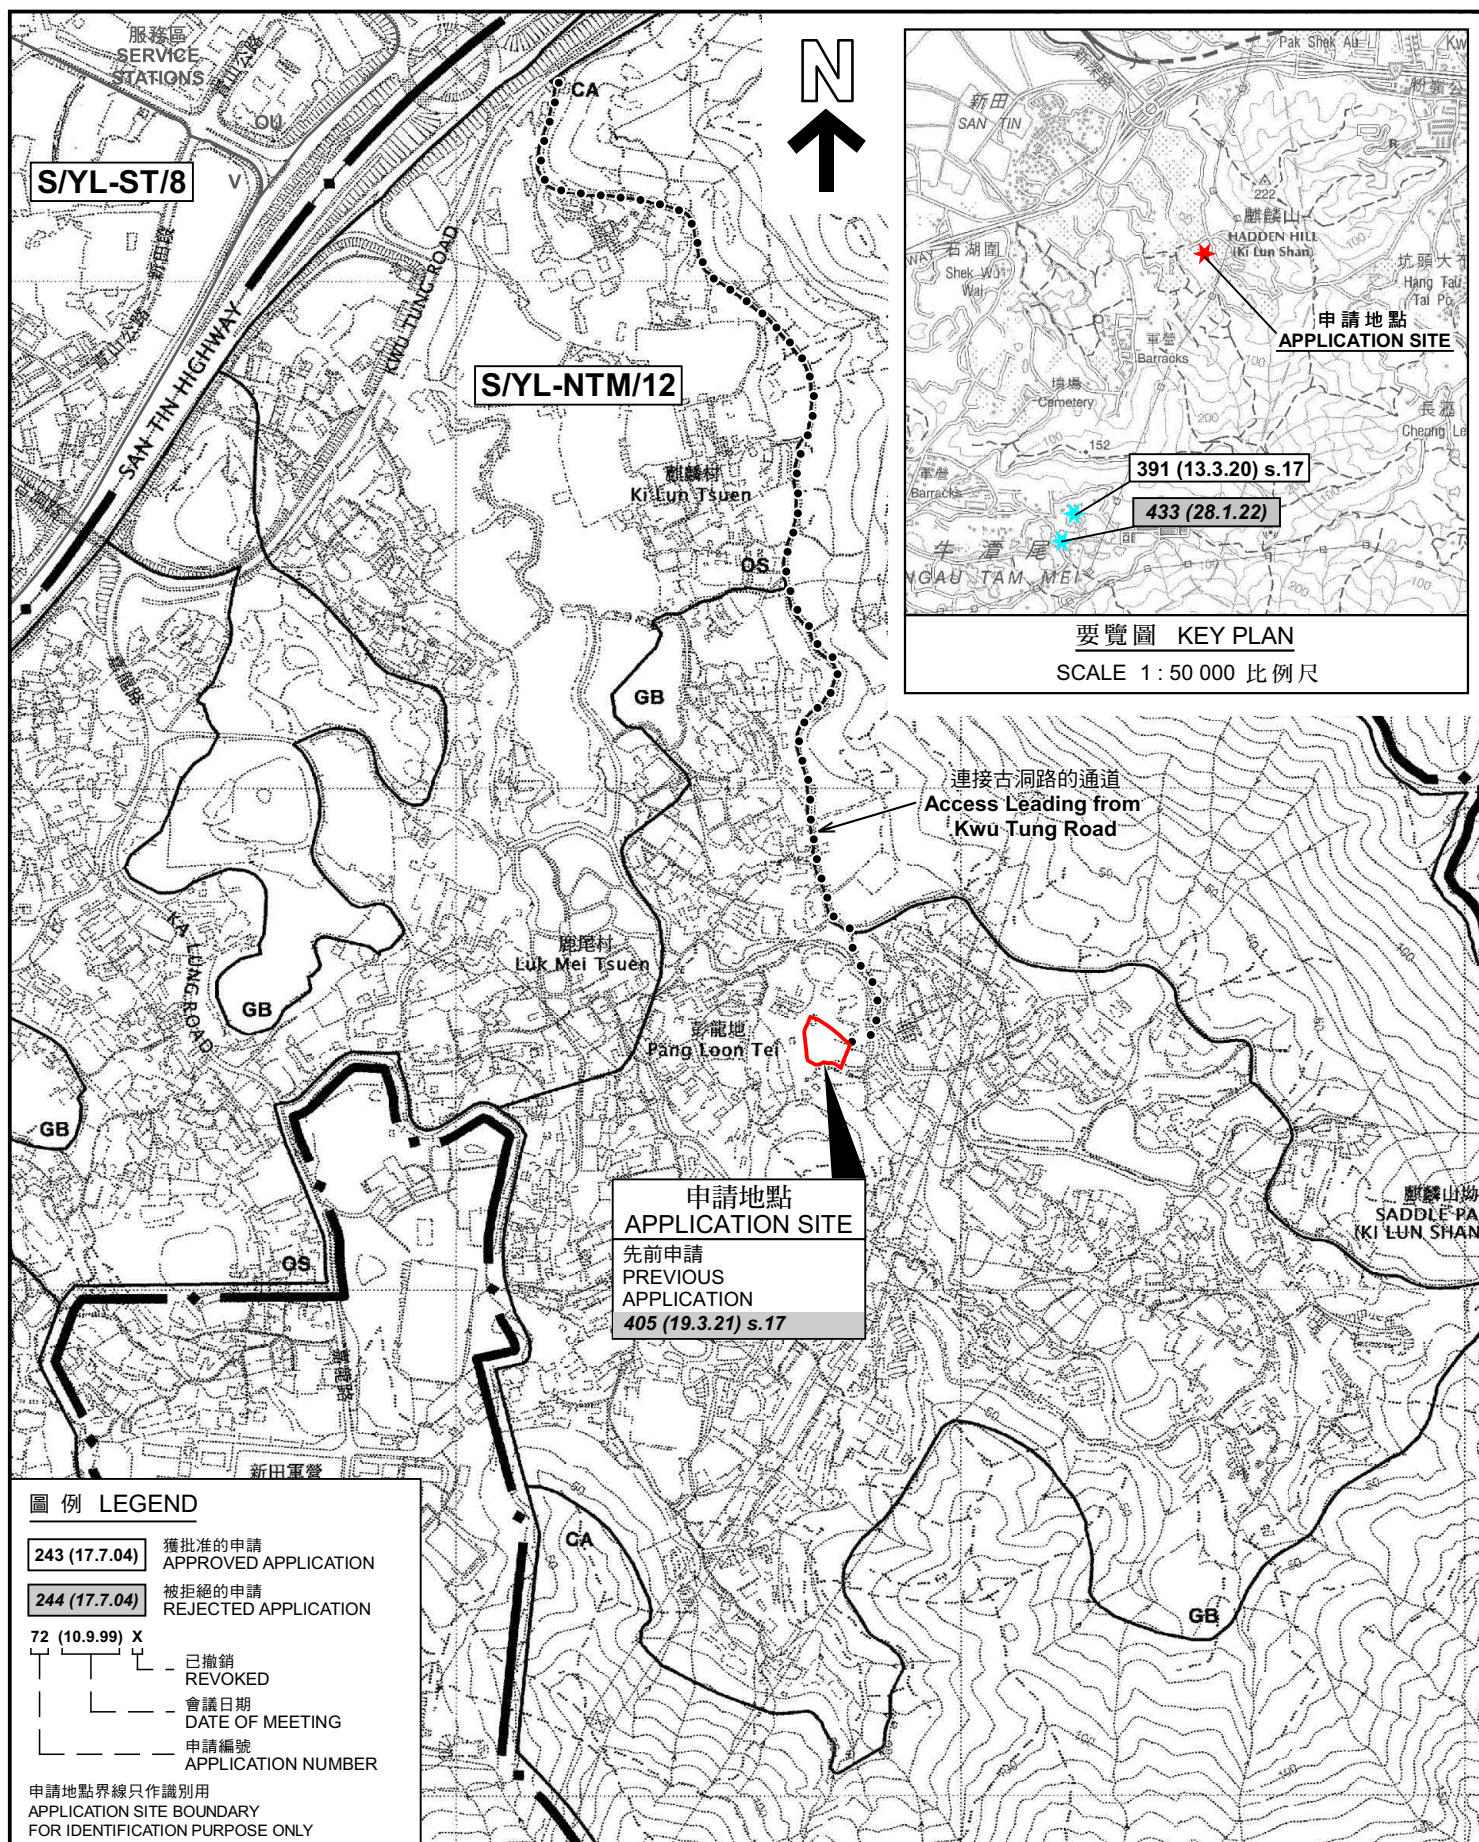 服務區
SERVICE
STATIONS
OU
V
S/YL-ST/8
CA
N
SAN TIN HIGHWAY
KWU TUNG ROAD
S/YL-NTM/12
麒麟村
Ki Lun Tsuen
OS
GB
連接古洞路的通道
Access Leading from
Kwu Tung Road
KA LUNG ROAD
鹿尾村
Luk Mei Tsuen
GB
彭龍地
Pang Loon Tei
GB
OS
申請地點
APPLICATION SITE
先前申請
PREVIOUS
APPLICATION
405 (19.3.21) s.17
麒麟山坳
SADDLE PA
(KI LUN SHAN
新田軍營
CA
GB
Pak Shek Au
新田
SAN TIN
222
麒麟山
HADDEN HILL
(Ki Lun Shan)
石湖圍
Shek Wu
Wai
坑頭大布
Hang Tau
Tai Po
申請地點
APPLICATION SITE
軍營
Barracks
墳場
Cemetery
152
長瀝
Cheung Le
391 (13.3.20) s.17
433 (28.1.22)
軍營
Barracks
牛潭尾
NGAU TAM MEI
要覽圖 KEY PLAN
SCALE 1 : 50 000 比例尺
圖例 LEGEND
243 (17.7.04) 獲批准的申請
APPROVED APPLICATION
244 (17.7.04) 被拒絕的申請
REJECTED APPLICATION
72 (10.9.99) X
已撤銷
REVOKED
會議日期
DATE OF MEETING
申請編號
APPLICATION NUMBER
申請地點界線只作識別用
APPLICATION SITE BOUNDARY
FOR IDENTIFICATION PURPOSE ONLY